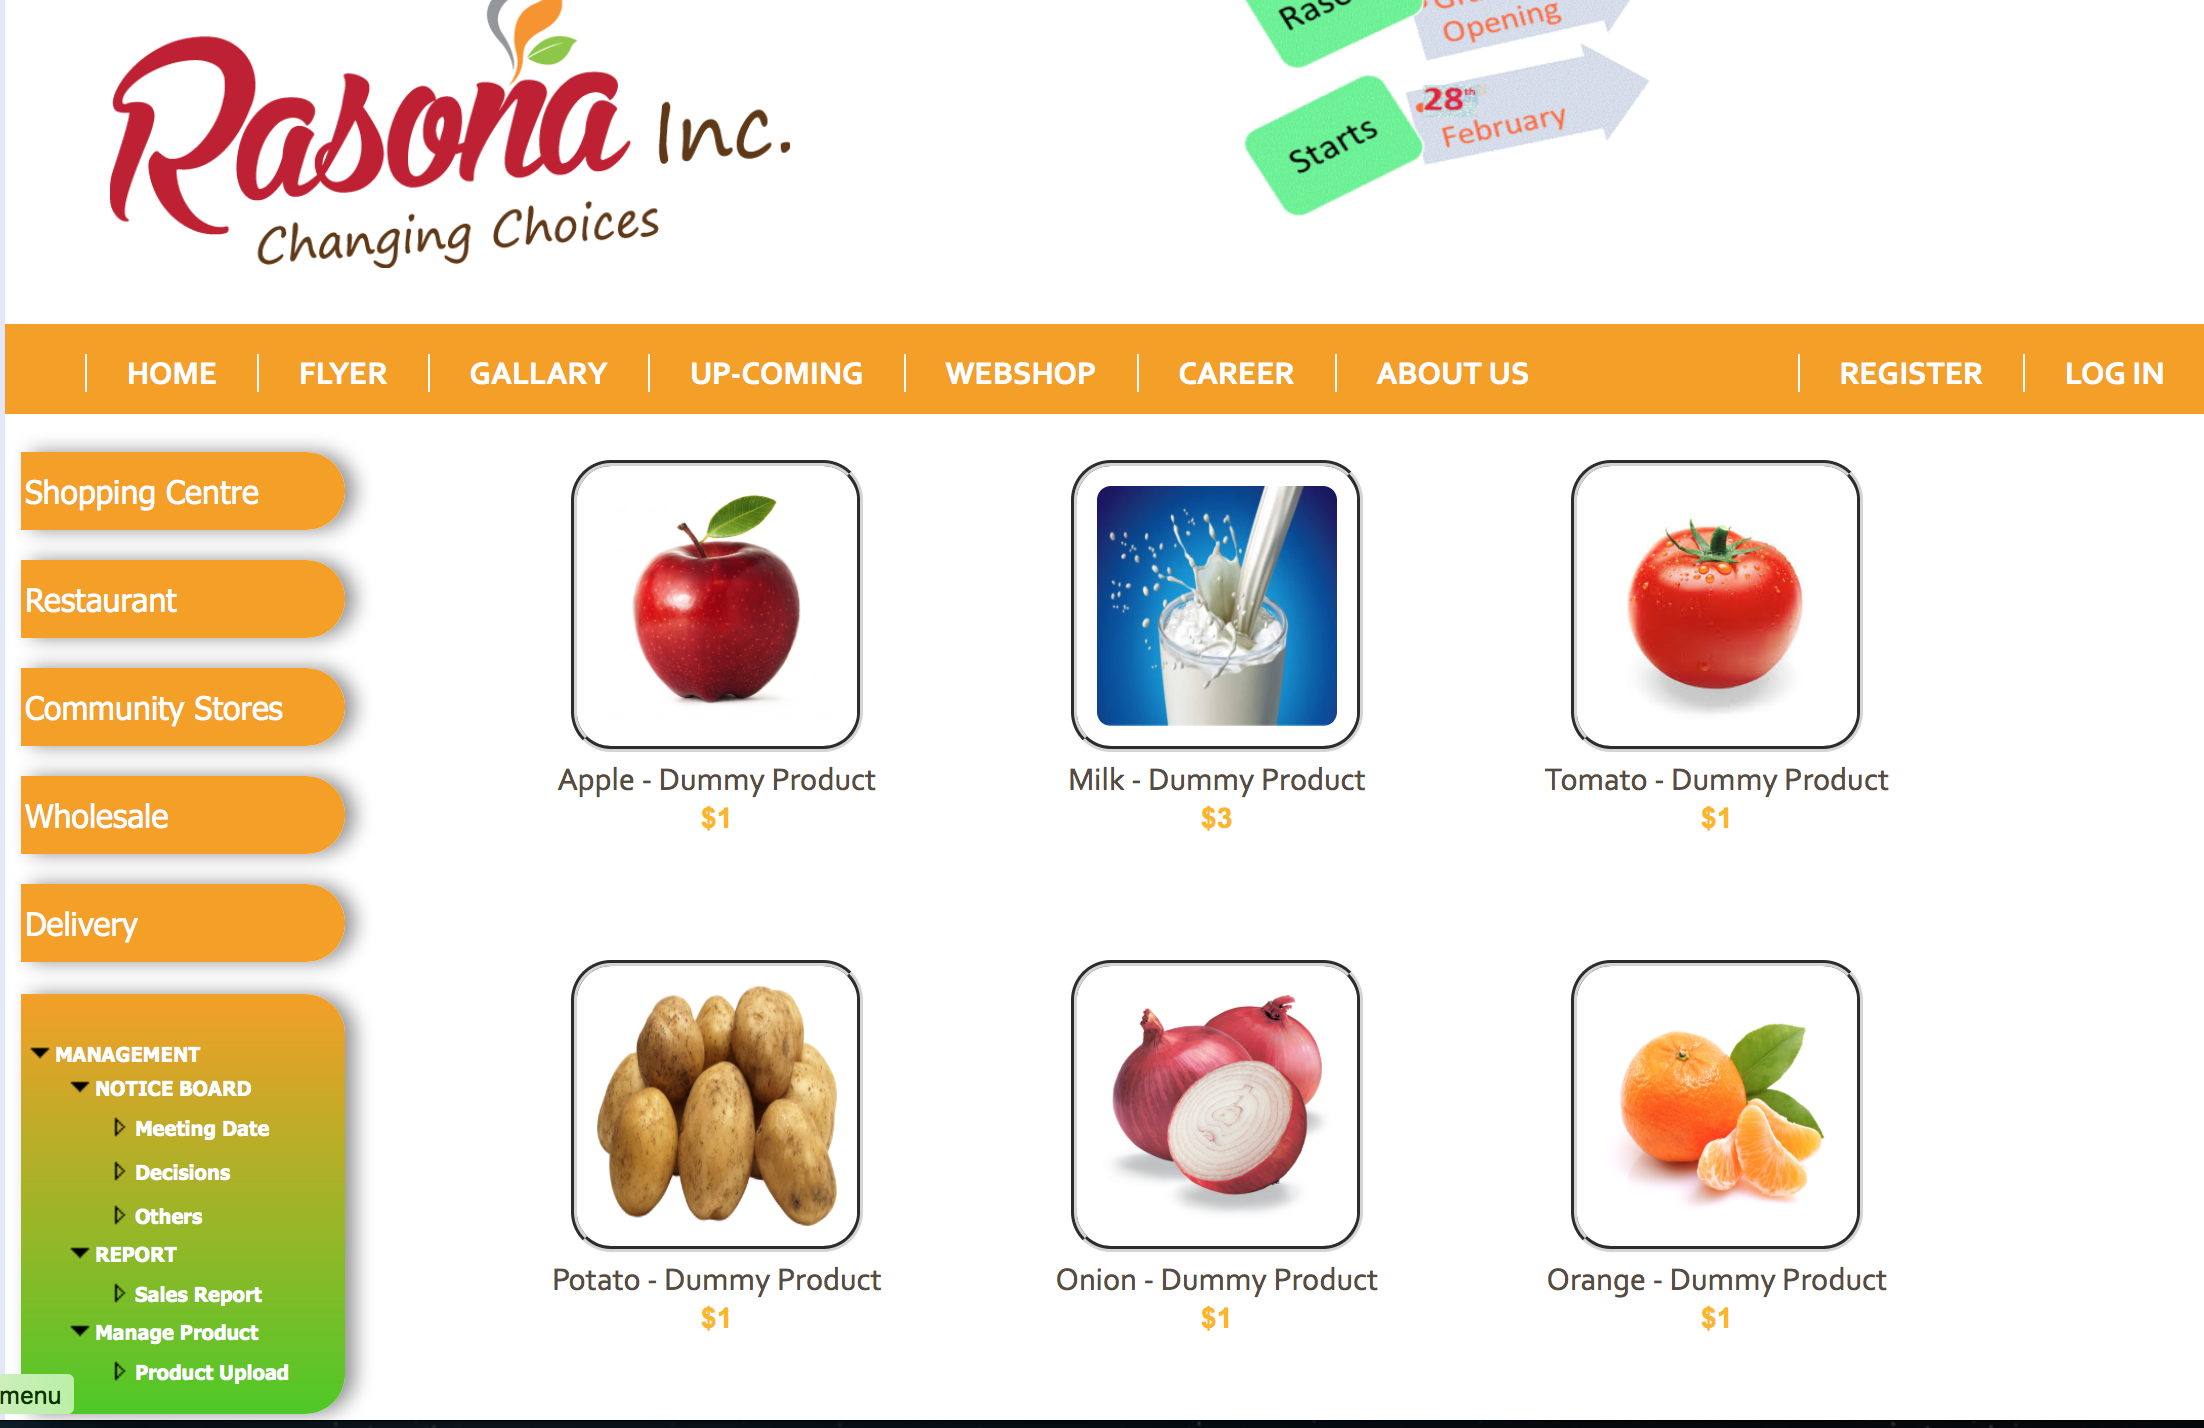 Rasona Inc.
Changing Choices
Opening
Starts
28th
February
HOME
FLYER
GALLARY
UP-COMING
WEBSHOP
CAREER
ABOUT US
REGISTER
LOG IN
Shopping Centre
Restaurant
Community Stores
Wholesale
Delivery
MANAGEMENT
NOTICE BOARD
Meeting Date
Decisions
Others
REPORT
Sales Report
Manage Product
Product Upload
menu
Apple - Dummy Product
$1
Milk - Dummy Product
$3
Tomato - Dummy Product
$1
Potato - Dummy Product
$1
Onion - Dummy Product
$1
Orange - Dummy Product
$1